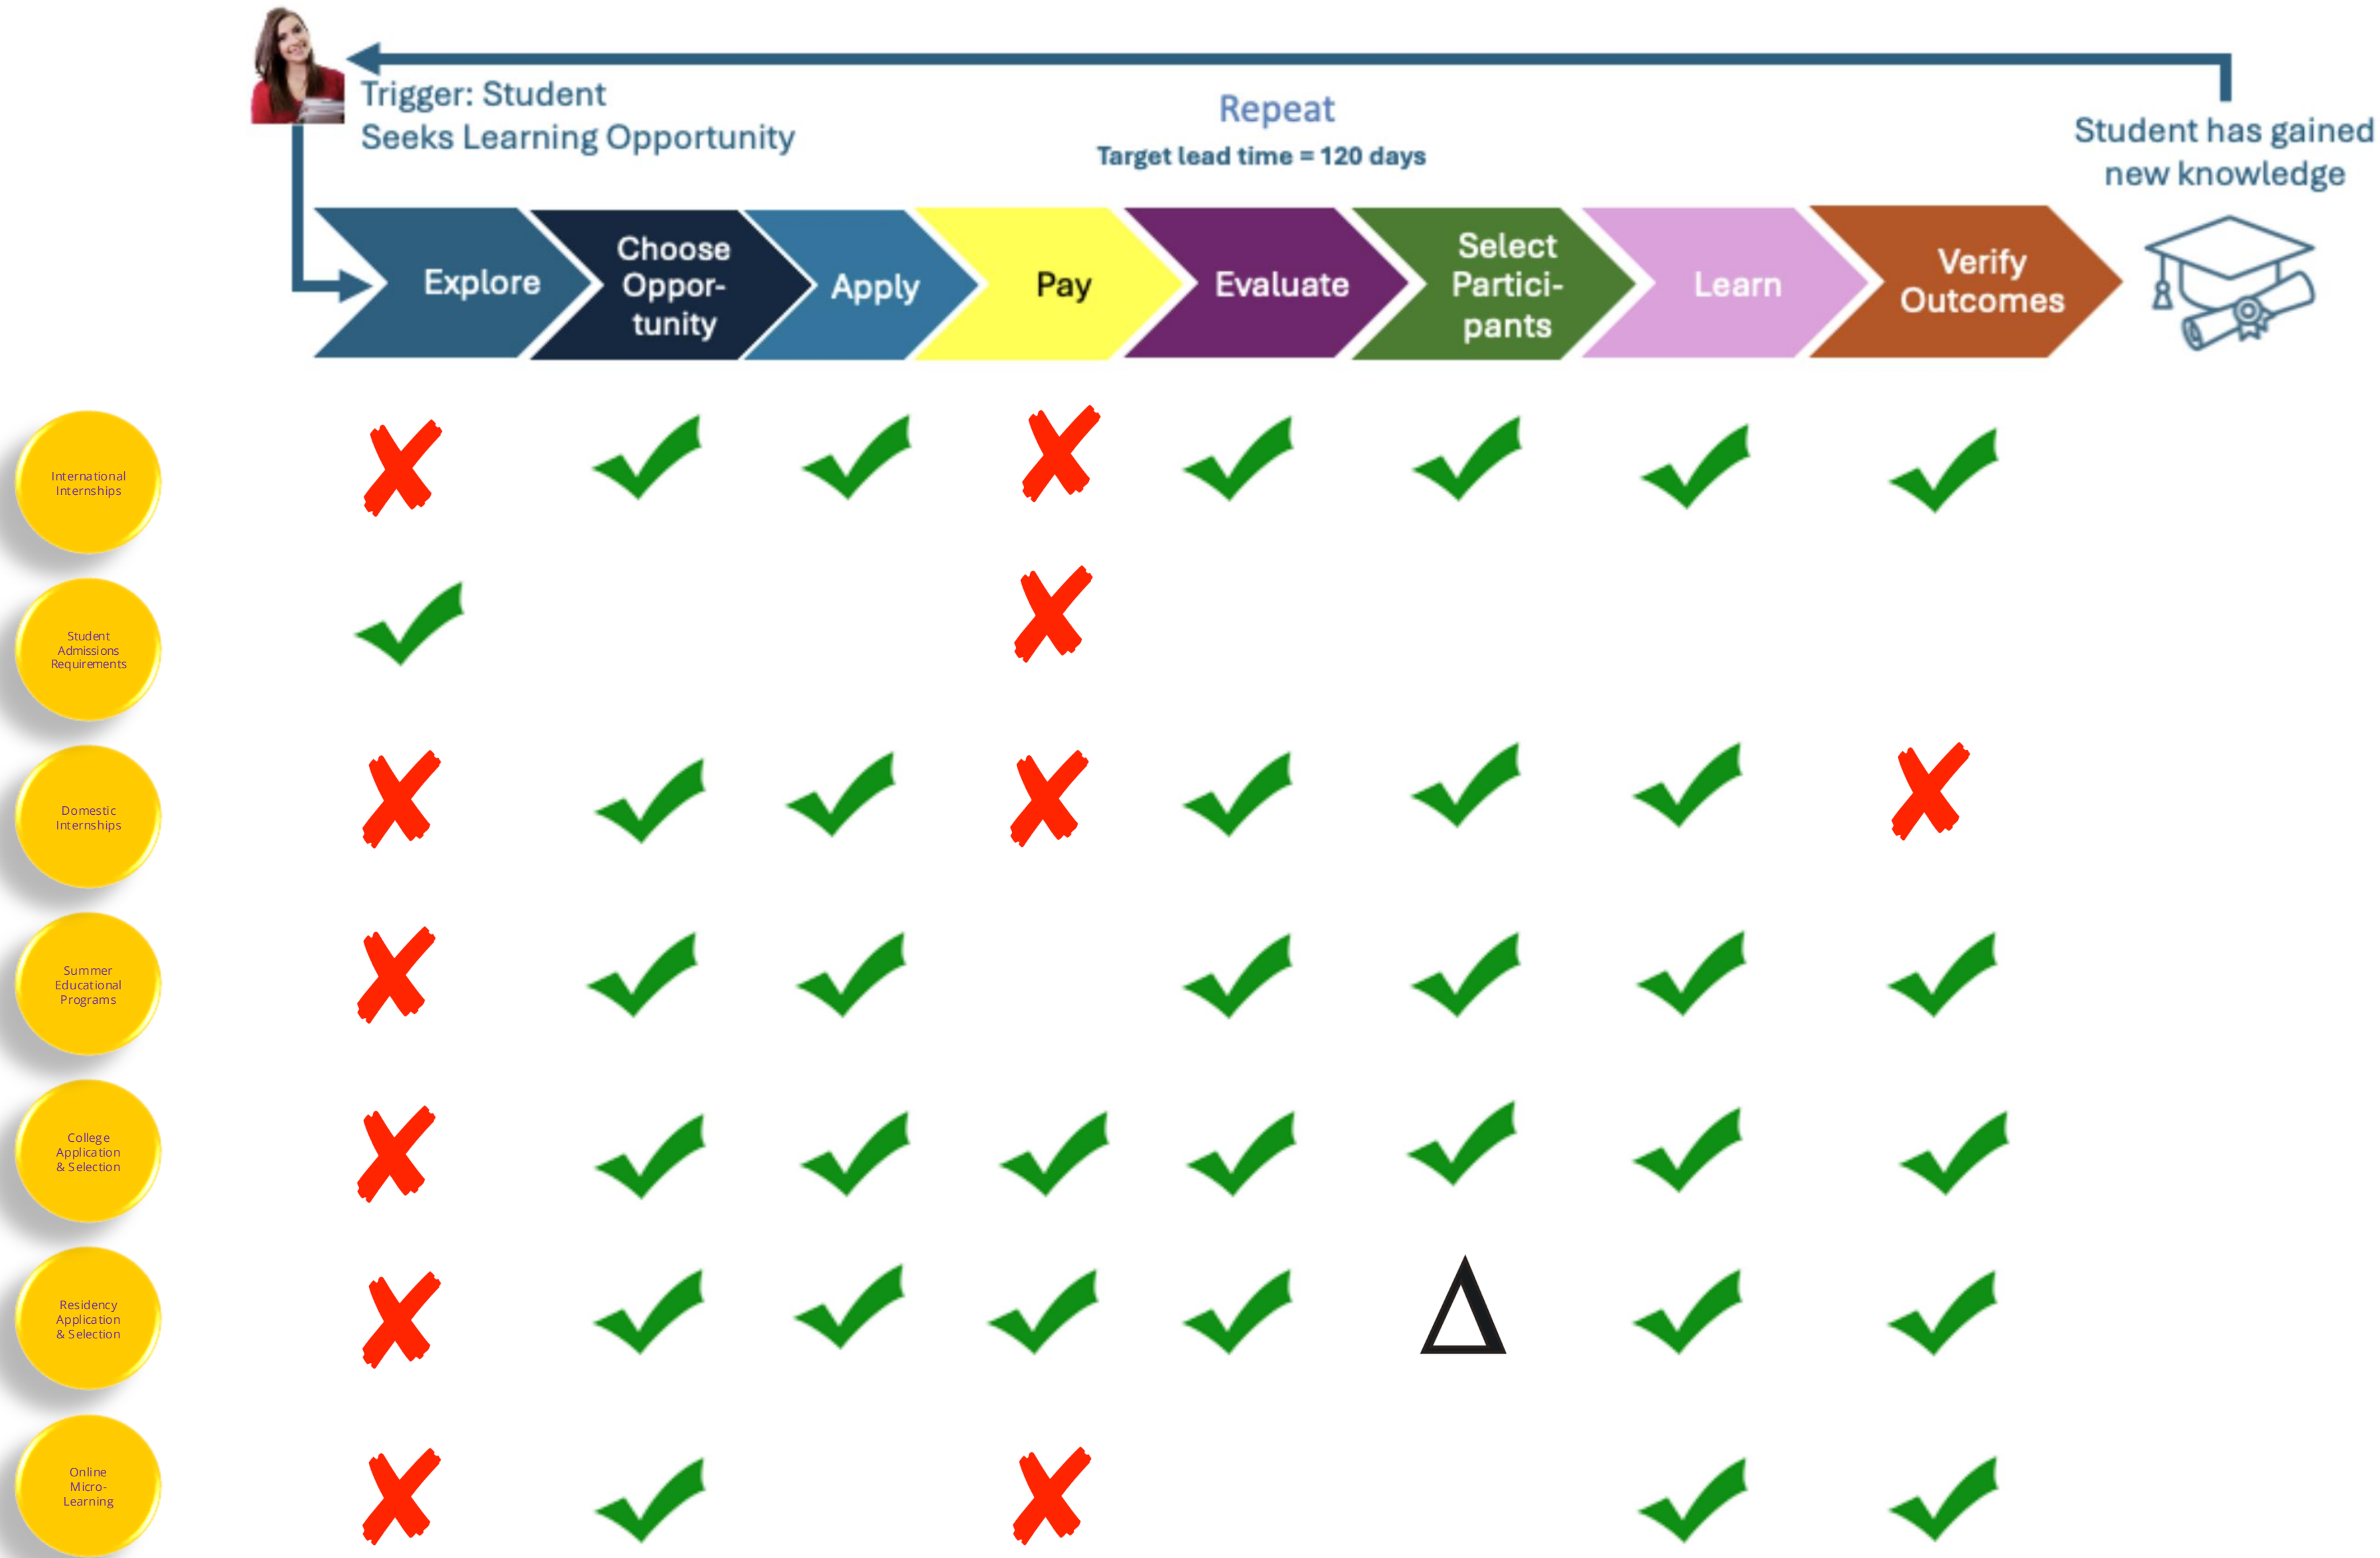 Trigger: Student
Seeks Learning Opportunity
Repeat
Target lead time = 120 days
Student has gained
new knowledge
Explore
Choose
Oppor-
tunity
Apply
Pay
Evaluate
Select
Partici-
pants
Learn
Verify
Outcomes
International
Internships
Student
Admissions
Requirements
Domestic
Internships
Summer
Educational
Programs
College
Application
& Selection
Residency
Application
& Selection
Δ
Online
Micro-
Learning